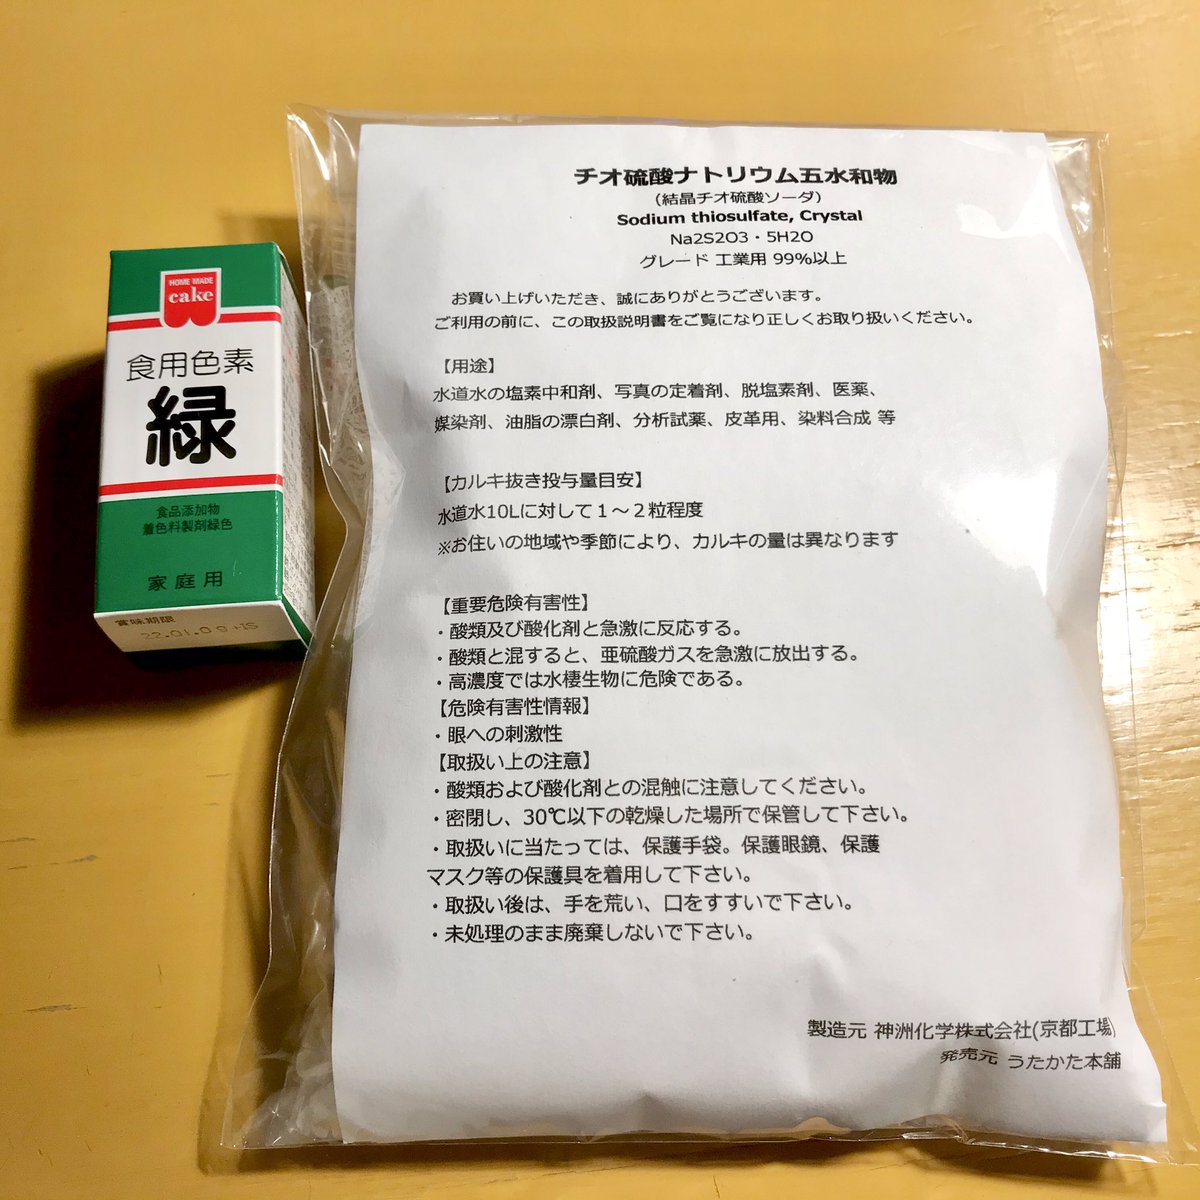 HOME MADE
cake
食用色素
緑
食品添加物
着色料製剤緑色
家庭用
賞味期限
チオ硫酸ナトリウム五水和物
(結晶チオ硫酸ソーダ)
Sodium thiosulfate, Crystal
Na2S2O3・5H2O
グレード 工業用 99%以上
お買い上げいただき、誠にありがとうございます。
ご利用の前に、この取扱説明書をご覧になり正しくお取り扱いください。
【用途】
水道水の塩素中和剤、写真の定着剤、脱塩素剤、医薬、
媒染剤、油脂の漂白剤、分析試薬、皮革用、染料合成 等
【カルキ抜き投与量目安】
水道水10Lに対して１～２粒程度
※お住いの地域や季節により、カルキの量は異なります
【重要危険有害性】
・酸類及び酸化剤と急激に反応する。
・酸類と混ずると、亜硫酸ガスを急激に放出する。
・高濃度では水棲生物に危険である。
【危険有害性情報】
・眼への刺激性
【取扱い上の注意】
・酸類および酸化剤との混触に注意してください。
・密閉し、30℃以下の乾燥した場所で保管して下さい。
・取扱いに当たっては、保護手袋。保護眼鏡、保護
マスク等の保護具を着用して下さい。
・取扱い後は、手を荒い、口をすすいで下さい。
・未処理のまま廃棄しないで下さい。
製造元 神洲化学株式会社(京都工場)
発売元 うたかた本舗